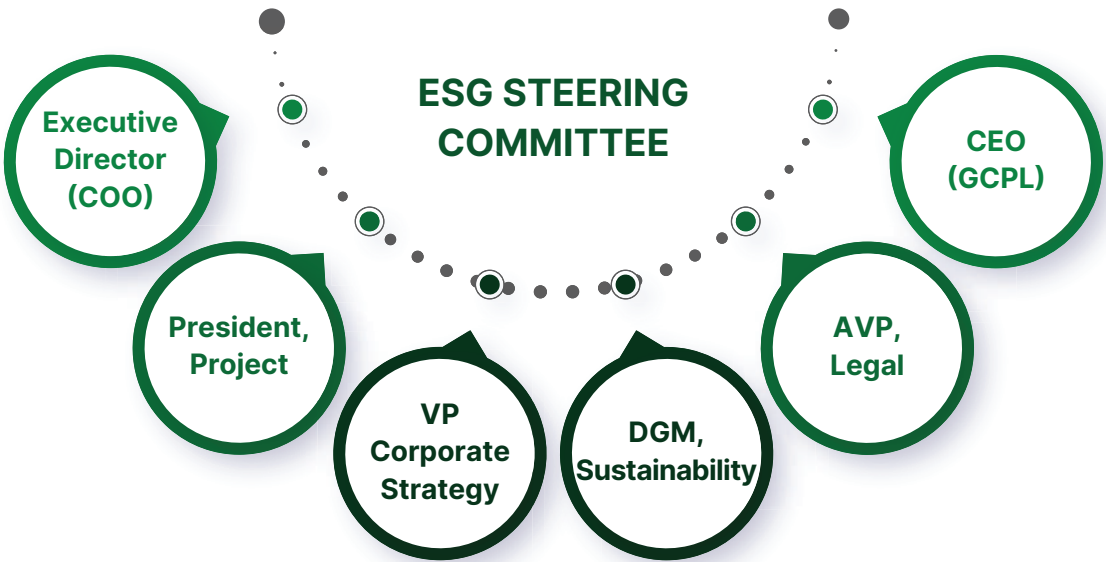 ESG STEERING
COMMITTEE
Executive
Director
(COO)
President,
Project
VP
Corporate
Strategy
DGM,
Sustainability
AVP,
Legal
CEO
(GCPL)